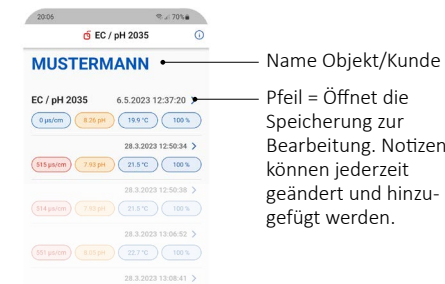 20:06 70%
EC / pH 2035
MUSTERMANN
Name Objekt/Kunde
EC / pH 2035 6.5.2023 12:37:20
0 µs/cm 8.26 pH 19.9 °C 100 %
28.3.2023 12:50:34
515 µs/cm 7.93 pH 21.5 °C 100 %
28.3.2023 12:50:38
514 µs/cm 7.93 pH 21.5 °C 100 %
28.3.2023 13:06:52
551 µs/cm 8.03 pH 22.7 °C 100 %
28.3.2023 13:08:41
Pfeil = Öffnet die
Speicherung zur
Bearbeitung. Notizen
können jederzeit
geändert und hinzu-
gefügt werden.